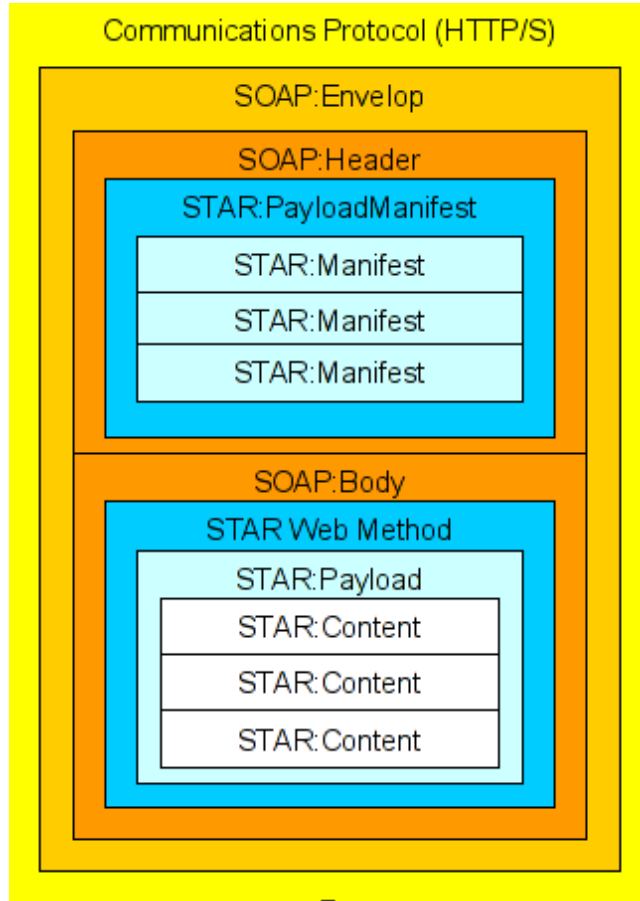 Communications Protocol (HTTP/S)
SOAP:Envelop
SOAP:Header
STAR:PayloadManifest
STAR:Manifest
STAR:Manifest
STAR:Manifest
SOAP:Body
STAR Web Method
STAR:Payload
STAR:Content
STAR:Content
STAR:Content